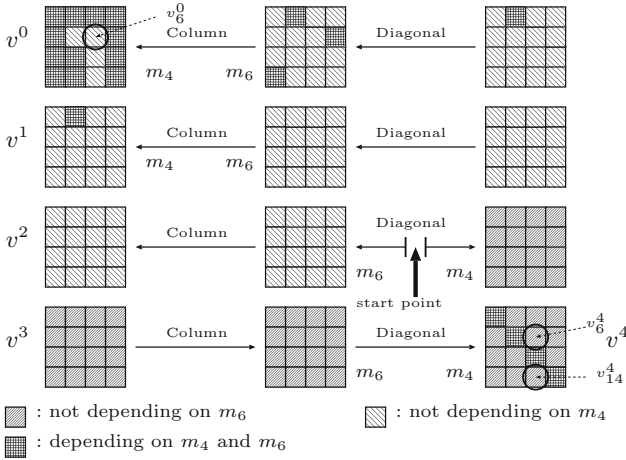 v^0 v_6^0 Column Diagonal
m_4 m_6
v^1 Column Diagonal
m_4 m_6
v^2 Column Diagonal
m_6 m_4
start point
v^3 Column Diagonal v_6^4 v^4
m_6 m_4 v_{14}^4
: not depending on m_6 : not depending on m_4
: depending on m_4 and m_6